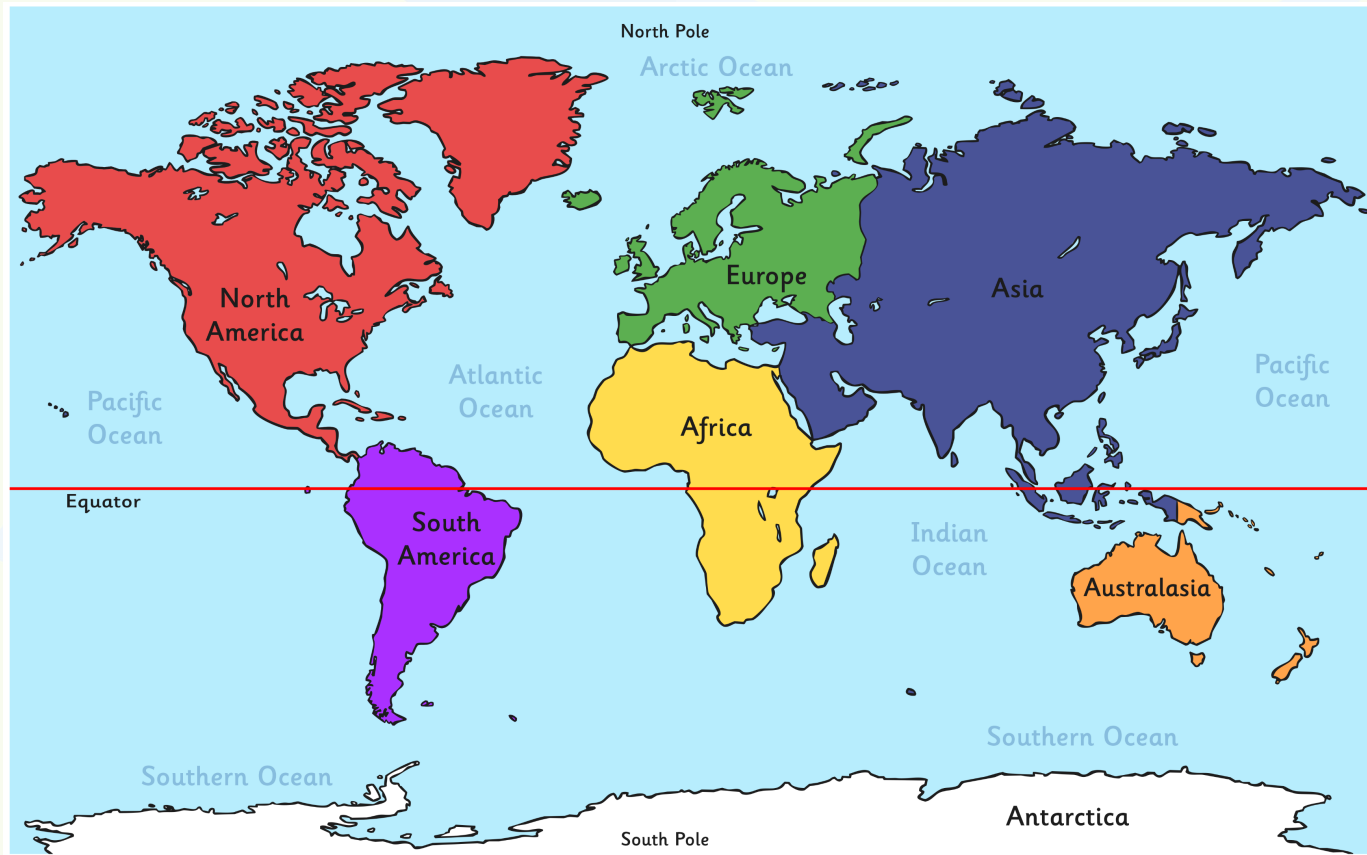 North Pole
Arctic Ocean
Europe
Asia
North
America
Atlantic
Ocean
Pacific
Ocean
Pacific
Ocean
Africa
Equator
South
America
Indian
Ocean
Australasia
Southern Ocean
Southern Ocean
Antarctica
South Pole